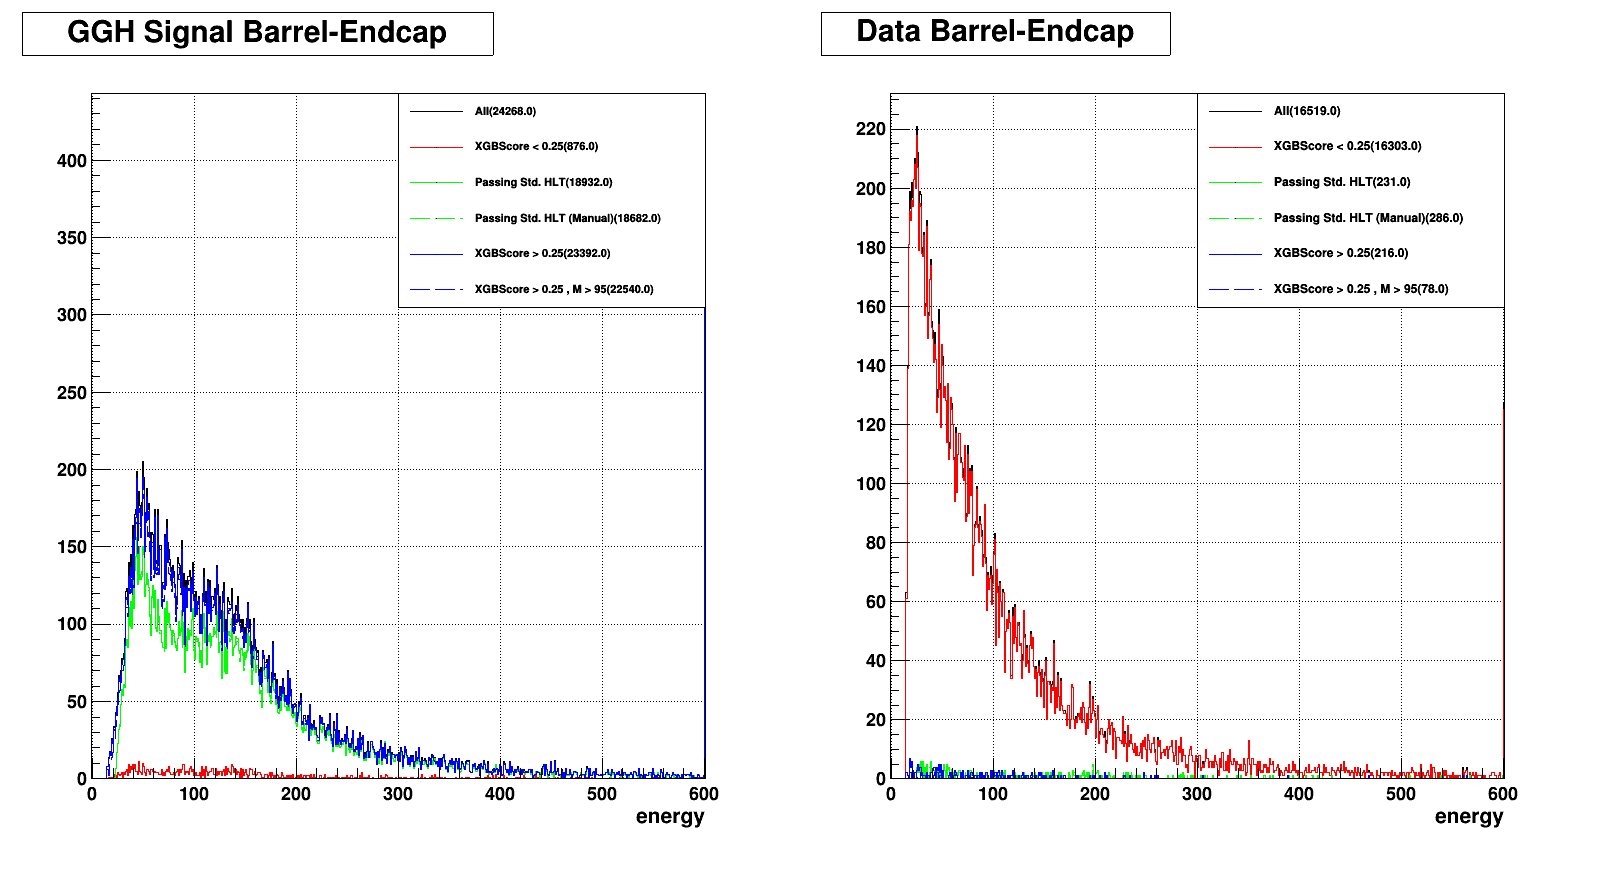 GGH Signal Barrel-Endcap
All(24268.0)
XGBScore < 0.25(876.0)
Passing Std. HLT(18932.0)
Passing Std. HLT (Manual)(18682.0)
XGBScore > 0.25(23392.0)
XGBScore > 0.25 , M > 95(22540.0)
400
350
300
250
200
150
100
50
0
0 100 200 300 400 500 600
energy
Data Barrel-Endcap
All(16519.0)
XGBScore < 0.25(16303.0)
Passing Std. HLT(231.0)
Passing Std. HLT (Manual)(286.0)
XGBScore > 0.25(216.0)
XGBScore > 0.25 , M > 95(78.0)
220
200
180
160
140
120
100
80
60
40
20
0
0 100 200 300 400 500 600
energy